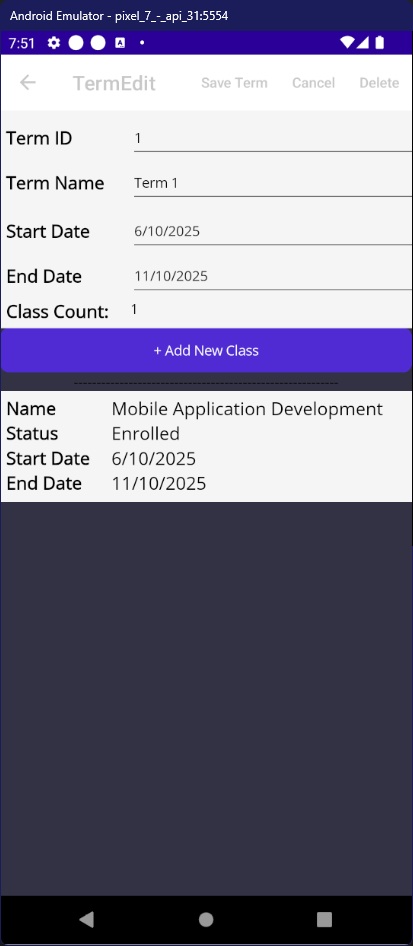 Android Emulator - pixel_7_-_api_31:5554
7:51 A
TermEdit Save Term Cancel Delete
Term ID 1
Term Name Term 1
Start Date 6/10/2025
End Date 11/10/2025
Class Count: 1
+ Add New Class
----------------------------------------------------------
Name Mobile Application Development
Status Enrolled
Start Date 6/10/2025
End Date 11/10/2025